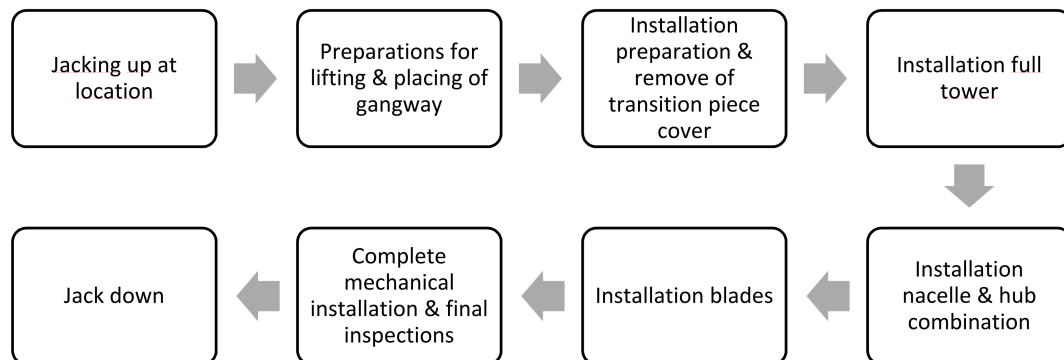 Jacking up at
location
Preparations for
lifting & placing of
gangway
Installation
preparation &
remove of
transition piece
cover
Installation full
tower
Installation
nacelle & hub
combination
Installation blades
Complete
mechanical
installation & final
inspections
Jack down